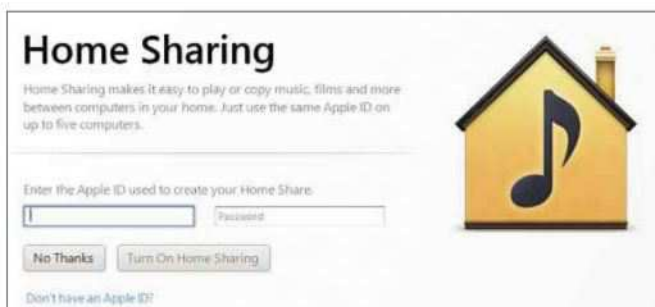 Home Sharing
Home Sharing makes it easy to play or copy music, films and more
between computers in your home. Just use the same Apple ID on
up to five computers.
Enter the Apple ID used to create your Home Share.
Password
No Thanks
Turn On Home Sharing
Don't have an Apple ID?